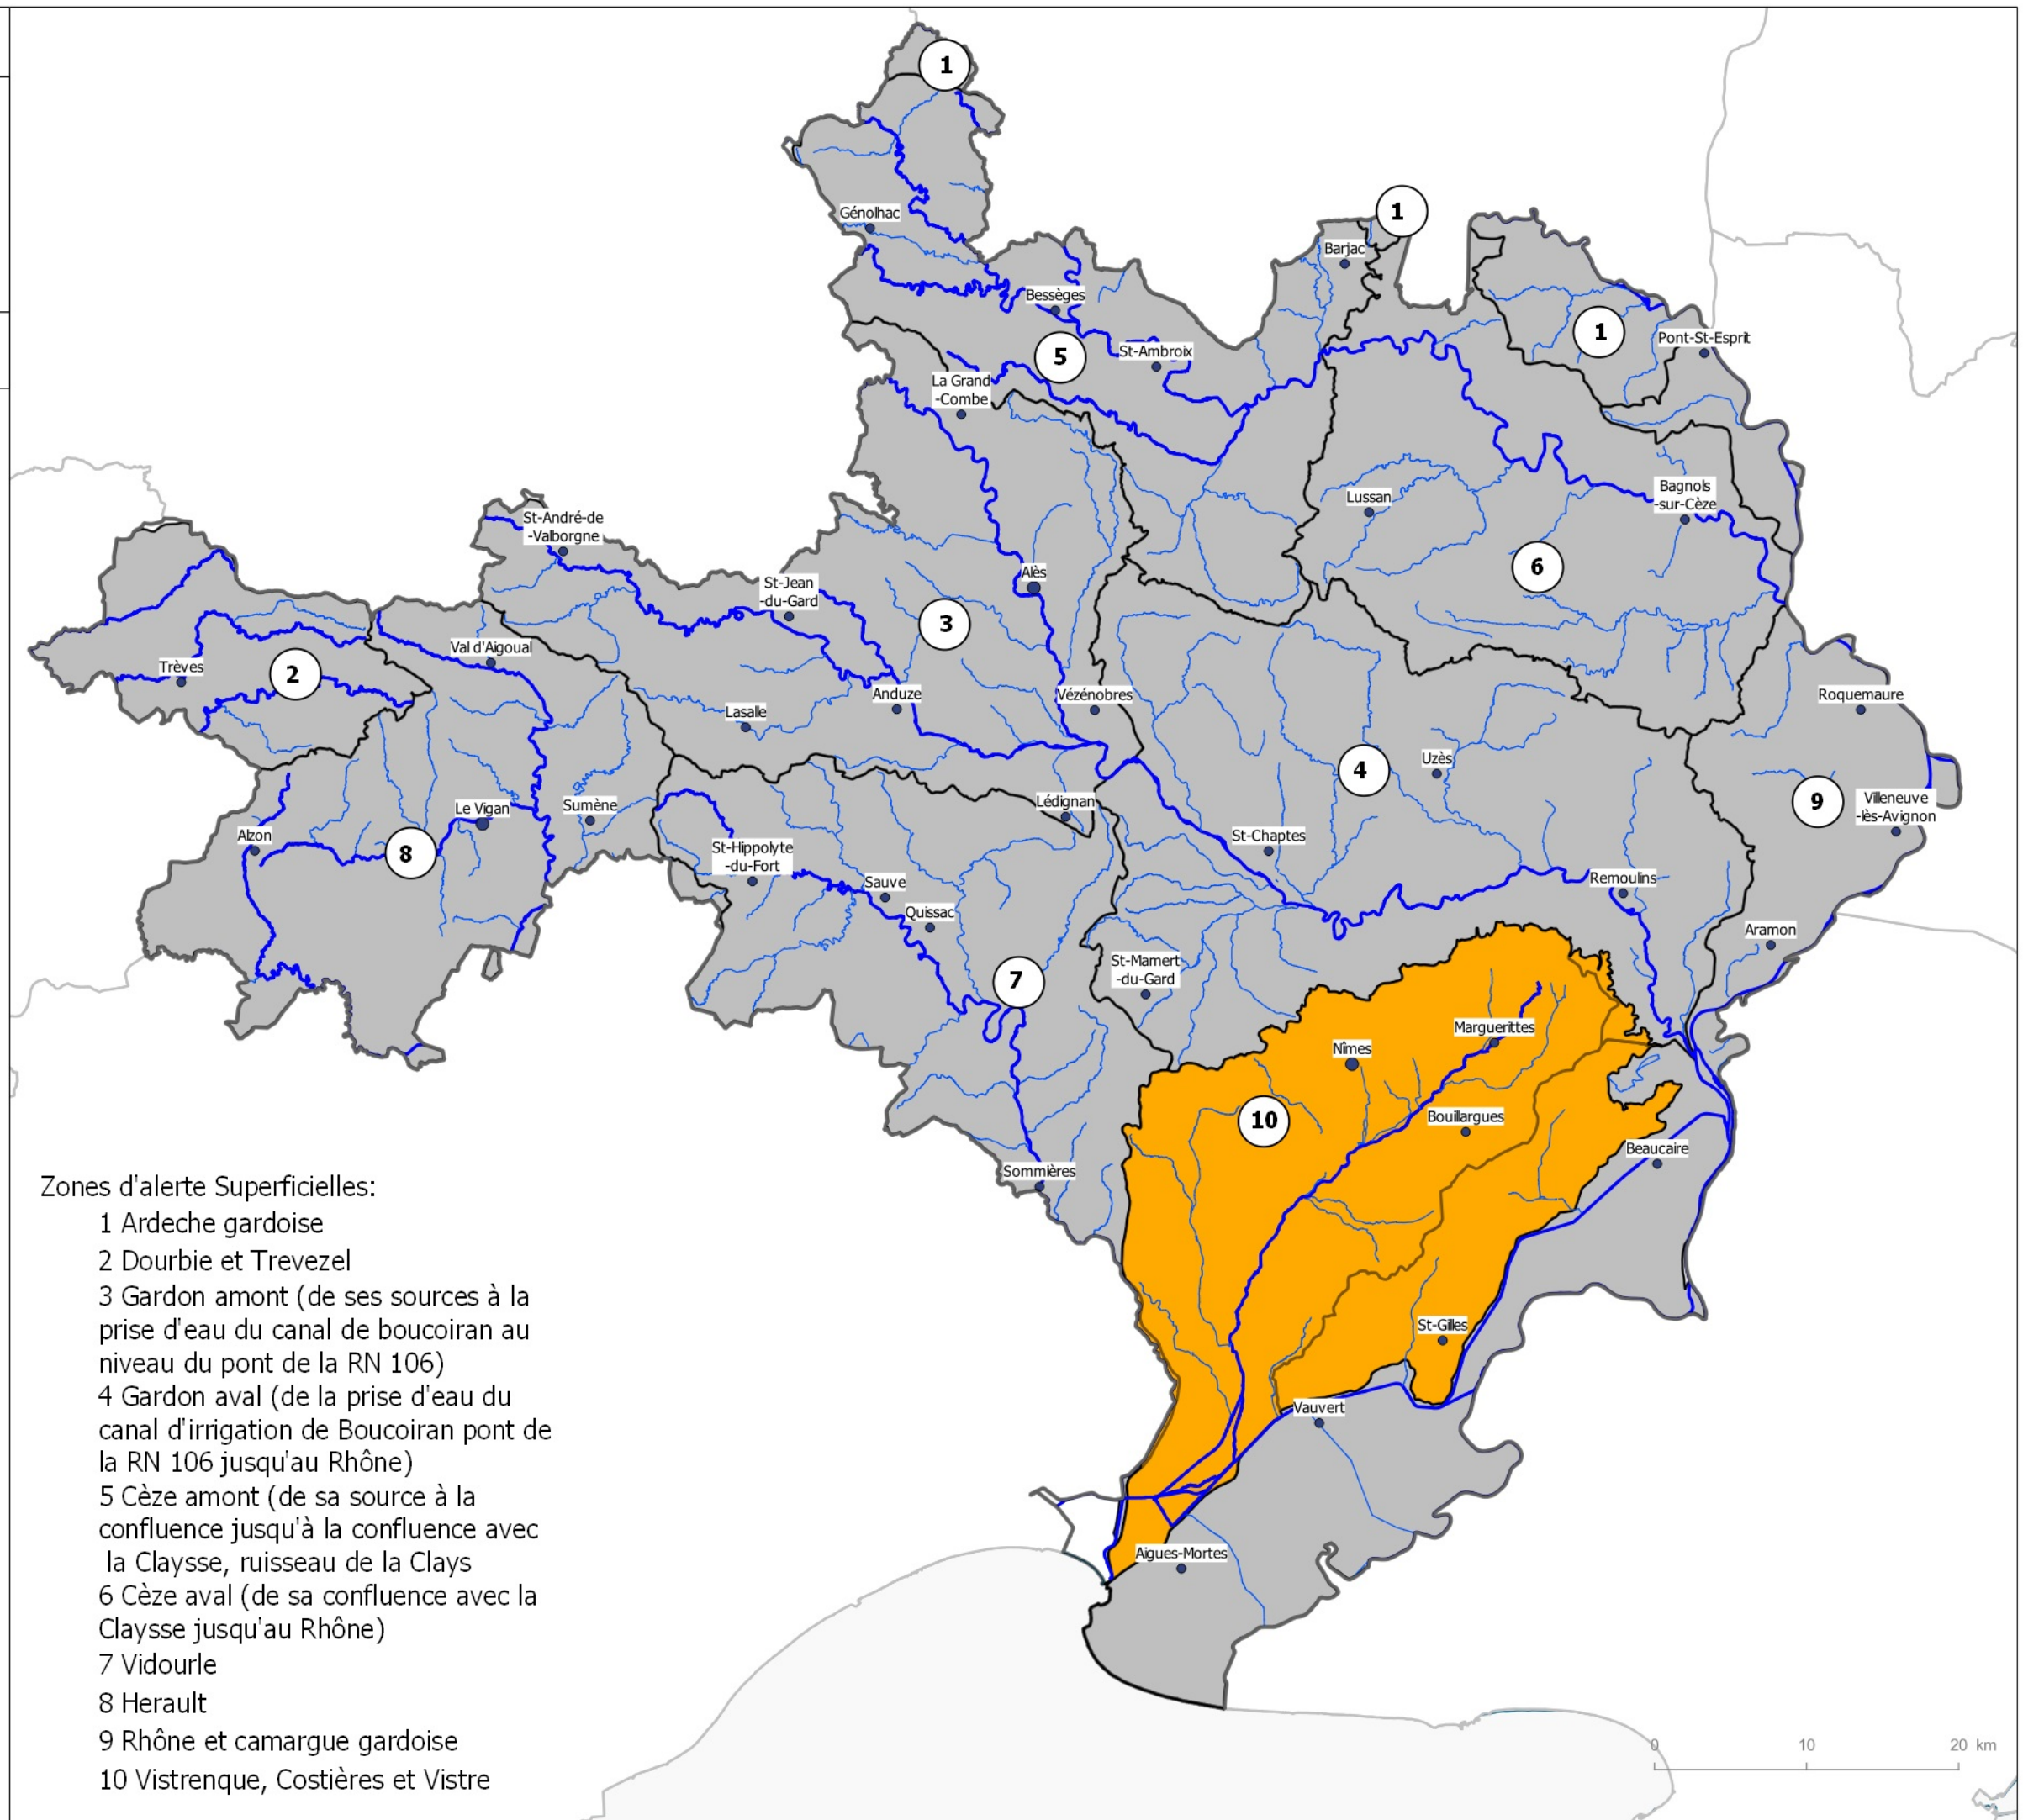 1
1
Génolhac
Barjac
Bessèges
1
Pont-St-Esprit
5
St-Ambroix
La Grand
-Combe
Lussan
Bagnols
-sur-Cèze
St-André-de
-Valborgne
6
Alès
St-Jean
-du-Gard
3
Val d'Aigoual
Trèves
2
Anduze
Vézénobres
Roquemaure
Lasalle
Uzès
4
9
Villeneuve
-lès-Avignon
Le Vigan
Sumène
Lédignan
Alzon
8
St-Hippolyte
-du-Fort
St-Chaptes
Sauve
Remoulins
Quissac
Aramon
St-Mamert
-du-Gard
7
Marguerittes
Nîmes
10
Bouillargues
Beaucaire
Sommières
St-Gilles
Vauvert
Aigues-Mortes
Zones d'alerte Superficielles:
1 Ardeche gardoise
2 Dourbie et Trevezel
3 Gardon amont (de ses sources à la
prise d'eau du canal de boucoiran au
niveau du pont de la RN 106)
4 Gardon aval (de la prise d'eau du
canal d'irrigation de Boucoiran pont de
la RN 106 jusqu'au Rhône)
5 Cèze amont (de sa source à la
confluence jusqu'à la confluence avec
la Claysse, ruisseau de la Clays
6 Cèze aval (de sa confluence avec la
Claysse jusqu'au Rhône)
7 Vidourle
8 Herault
9 Rhône et camargue gardoise
10 Vistrenque, Costières et Vistre
0 10 20 km